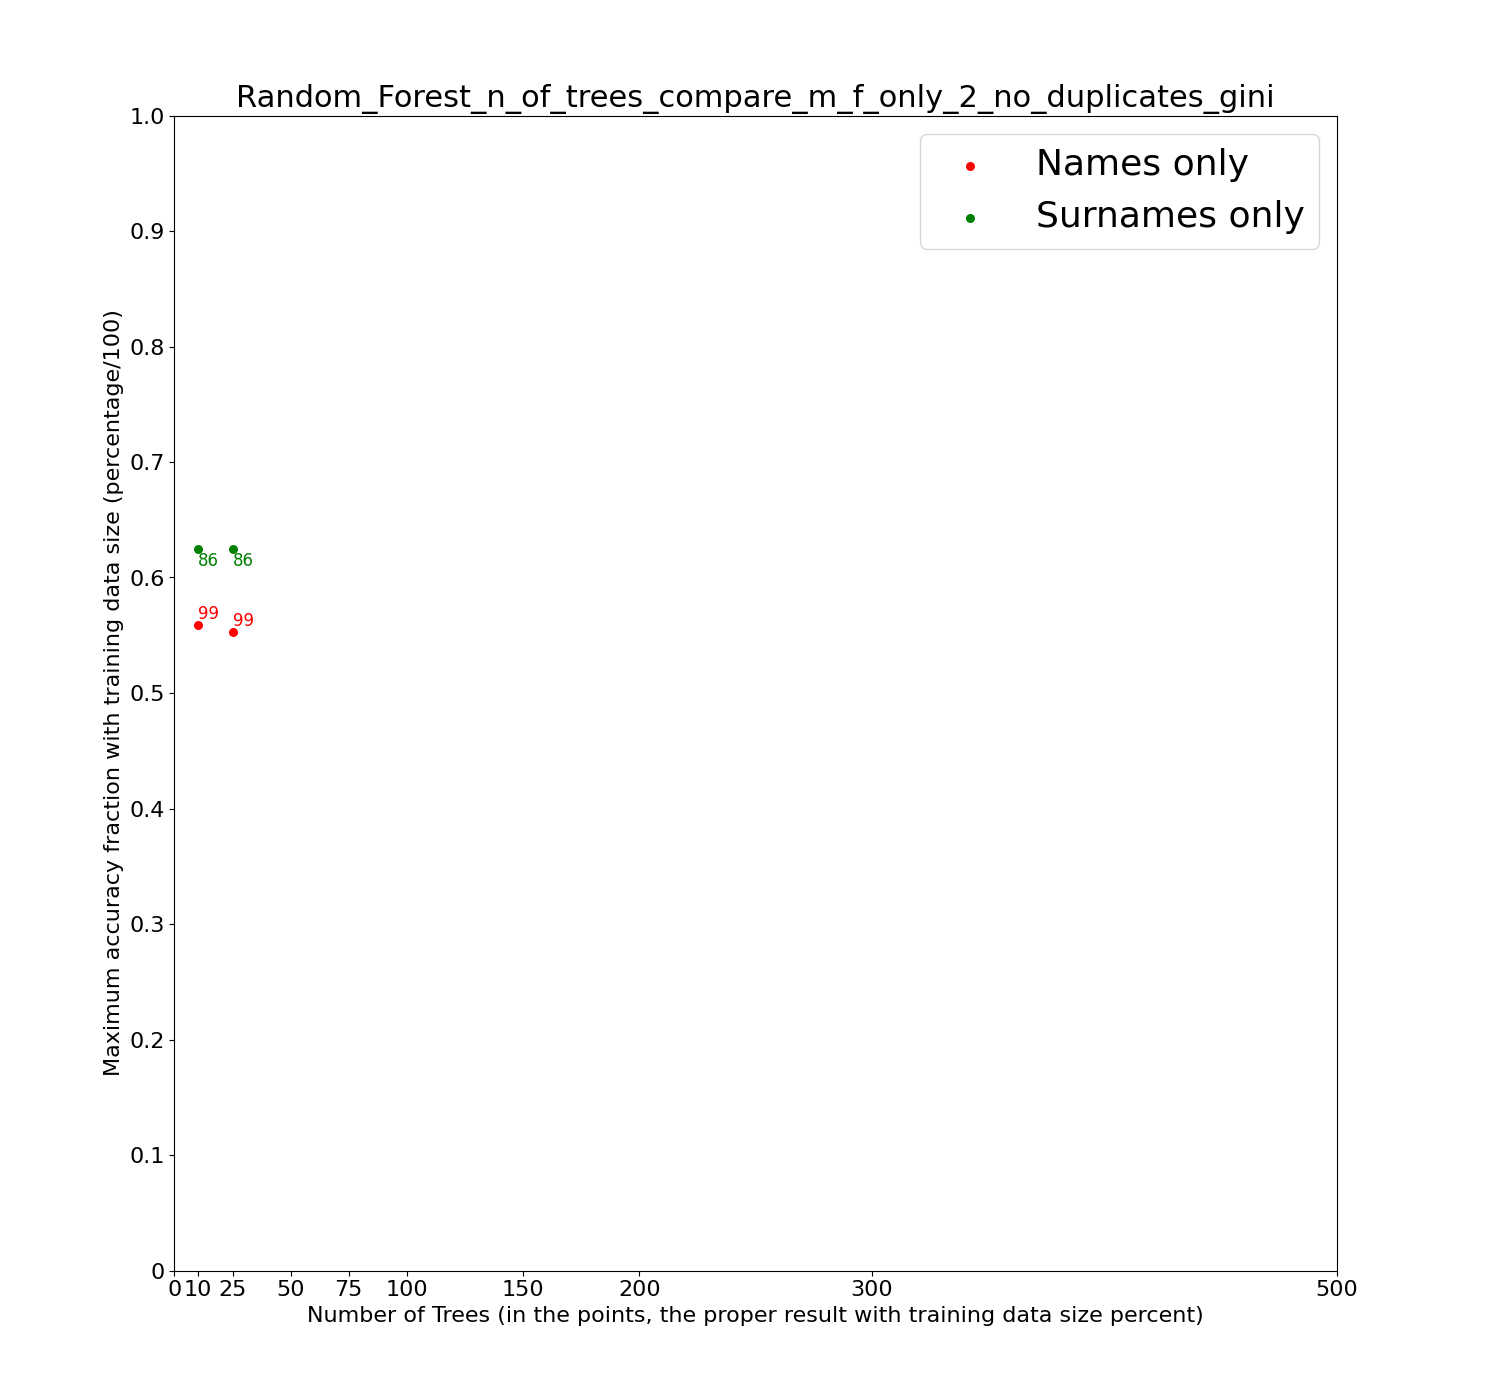 Random_Forest_n_of_trees_compare_m_f_only_2_no_duplicates_gini
1.0
Names only
Surnames only
0.9
0.8
0.7
0.6
0.5
0.4
0.3
0.2
0.1
0
86 86
99 99
Maximum accuracy fraction with training data size (percentage/100)
0 10 25 50 75 100 150 200 300 500
Number of Trees (in the points, the proper result with training data size percent)